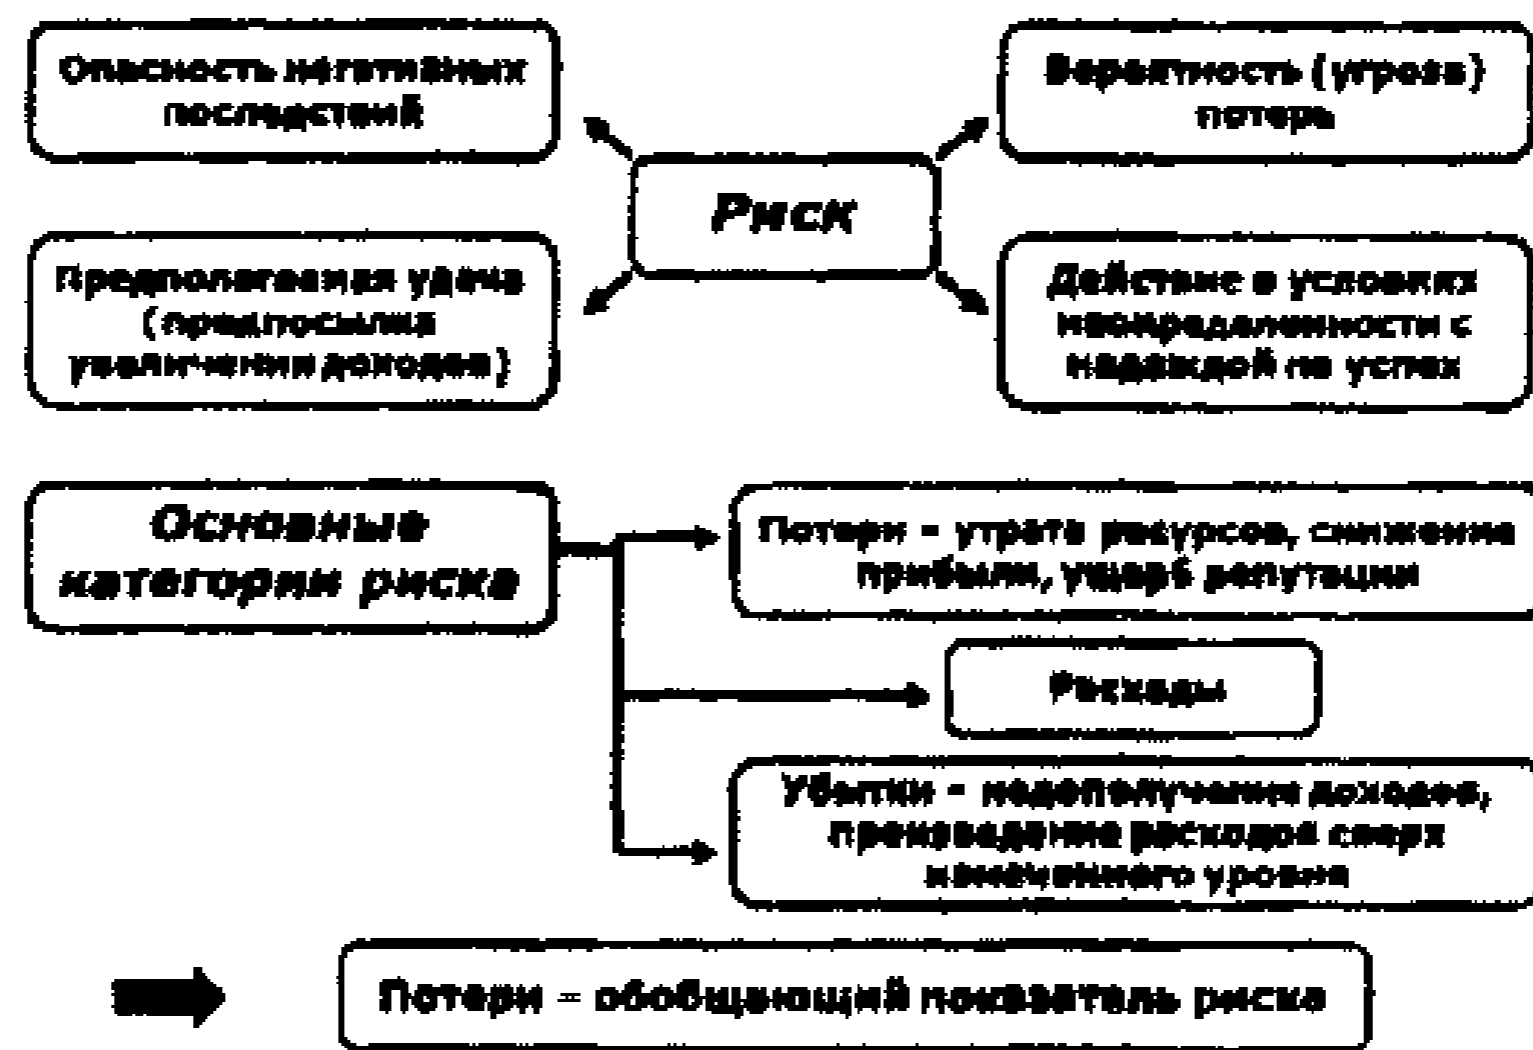 Опасность негативных
последствий
Вероятность (угроза)
потерь
Риск
Предполагаемая удача
(предпосылка
увеличения доходов)
Действие в условиях
неопределенности с
надеждой на успех
Основные
категории риска
Потери – утрата ресурсов, снижение
прибыли, ущерб репутации
Расходы
Убытки – недополучение доходов,
произведение расходов сверх
намеченного уровня
Потери – обобщающий показатель риска